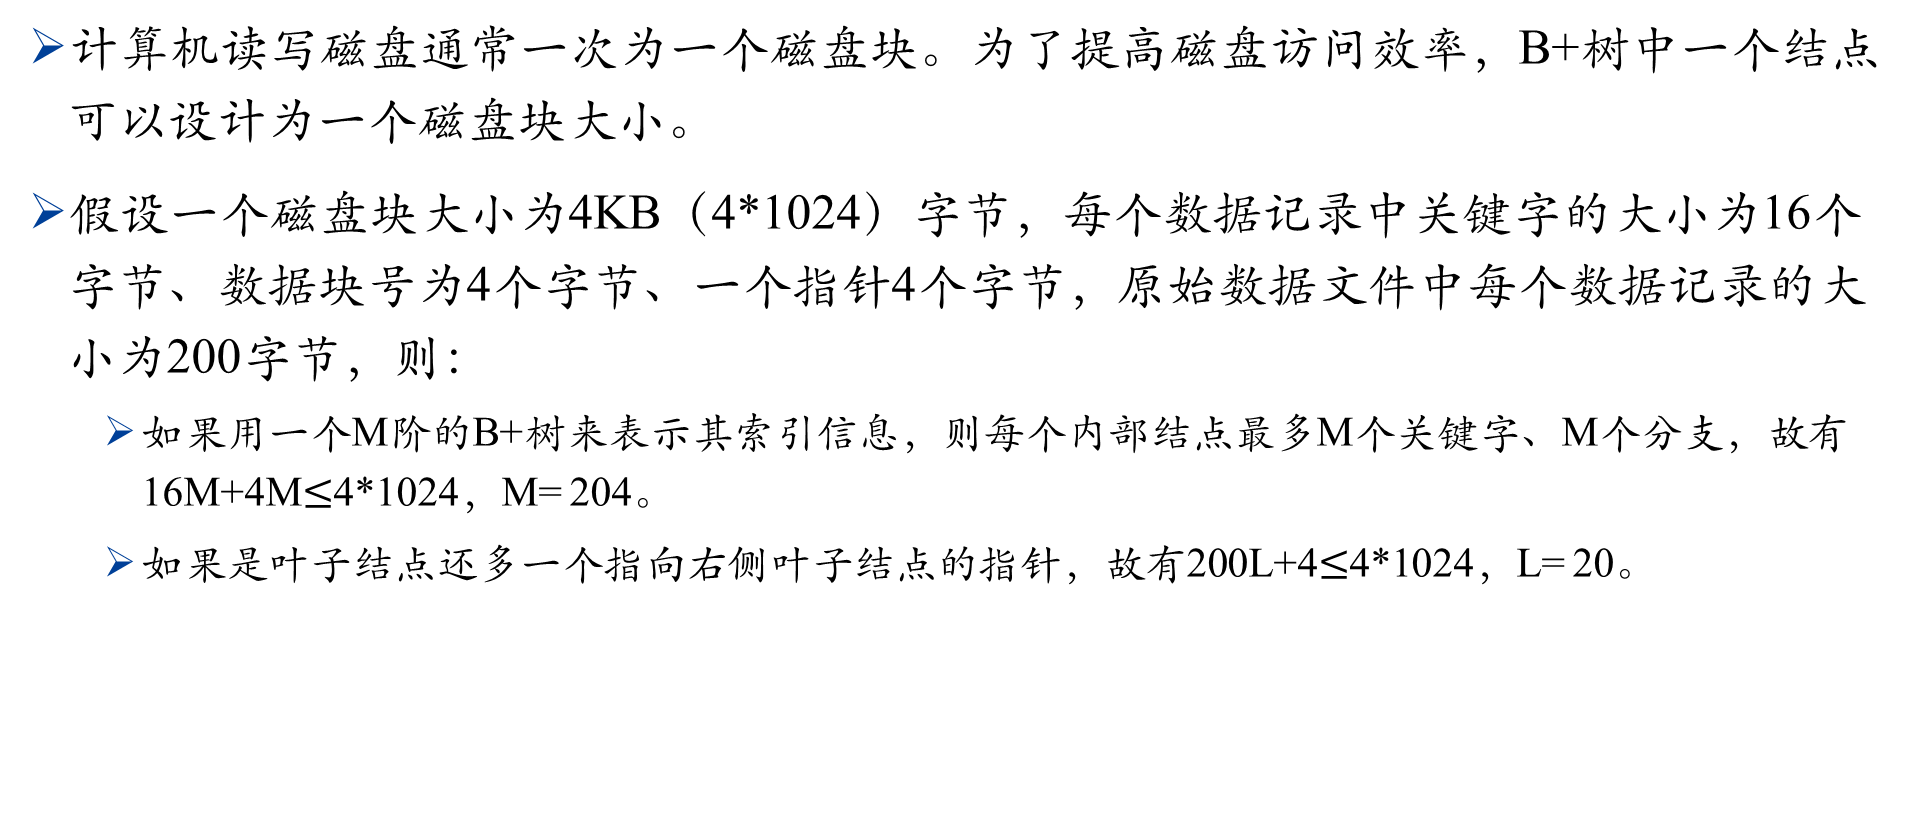 ➢计算机读写磁盘通常一次为一个磁盘块。为了提高磁盘访问效率，B+树中一个结点
可以设计为一个磁盘块大小。
➢假设一个磁盘块大小为4KB（4*1024）字节，每个数据记录中关键字的大小为16个
字节、数据块号为4个字节、一个指针4个字节，原始数据文件中每个数据记录的大
小为200字节，则：
➢如果用一个M阶的B+树来表示其索引信息，则每个内部结点最多M个关键字、M个分支，故有
16M+4M≤4*1024，M=204。
➢如果是叶子结点还多一个指向右侧叶子结点的指针，故有200L+4≤4*1024，L=20。